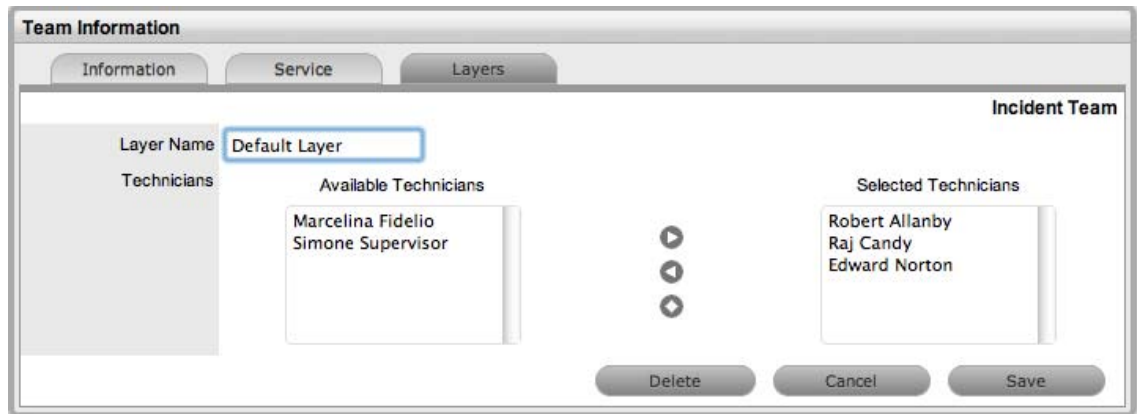 Team Information
Information Service Layers
Incident Team
Layer Name Default Layer
Technicians Available Technicians Selected Technicians
Marcelina Fidelio Robert Allanby
Simone Supervisor Raj Candy
Edward Norton
Delete Cancel Save